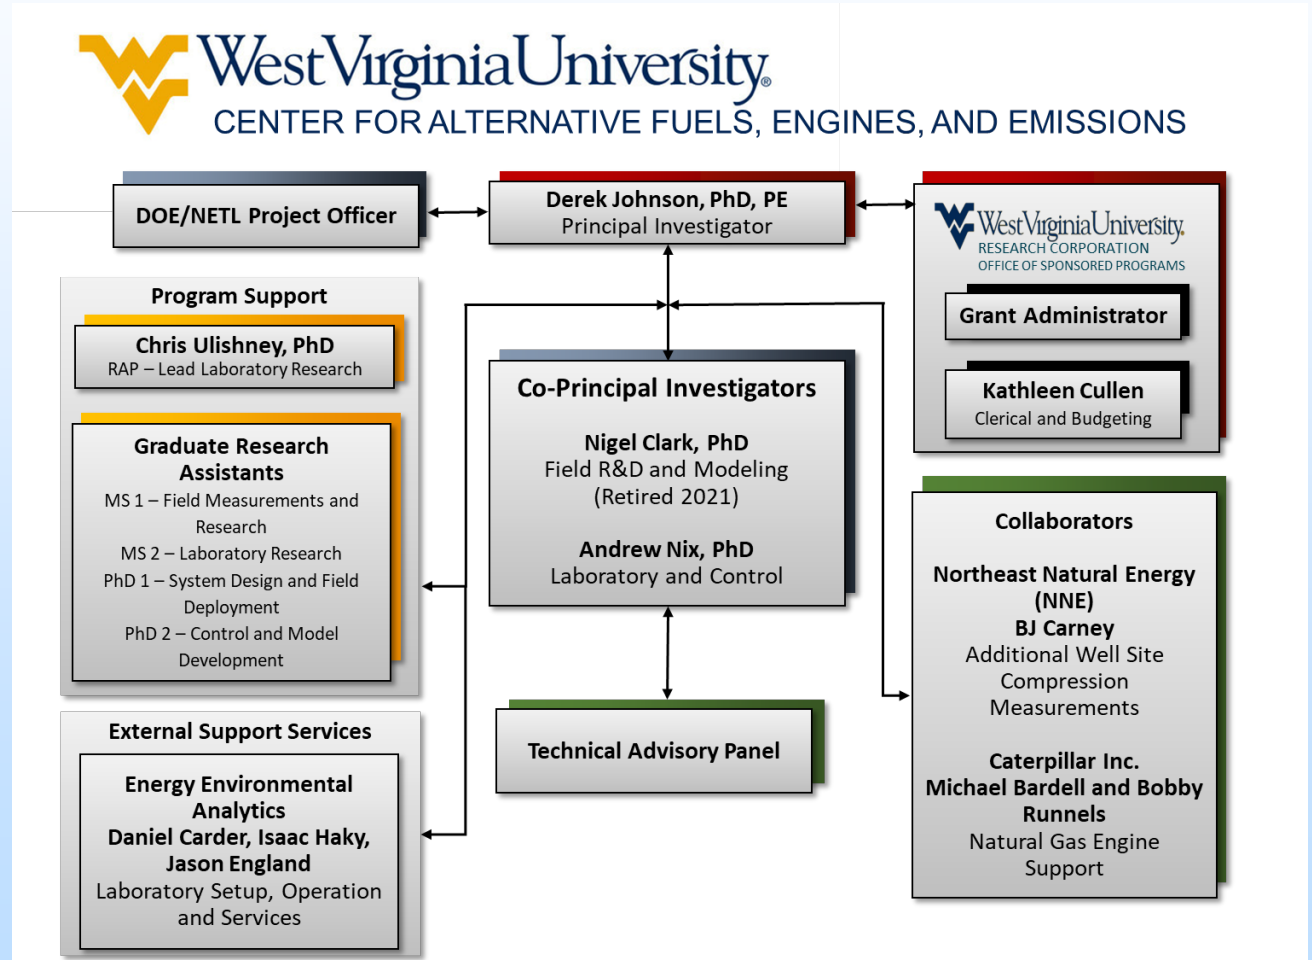 WestVirginiaUniversity®
CENTER FOR ALTERNATIVE FUELS, ENGINES, AND EMISSIONS
DOE/NETL Project Officer
Derek Johnson, PhD, PE
Principal Investigator
WestVirginiaUniversity.
RESEARCH CORPORATION
OFFICE OF SPONSORED PROGRAMS
Grant Administrator
Kathleen Cullen
Clerical and Budgeting
Program Support
Chris Ulishney, PhD
RAP – Lead Laboratory Research
Graduate Research
Assistants
MS 1 – Field Measurements and
Research
MS 2 – Laboratory Research
PhD 1 – System Design and Field
Deployment
PhD 2 – Control and Model
Development
Co-Principal Investigators
Nigel Clark, PhD
Field R&D and Modeling
(Retired 2021)
Andrew Nix, PhD
Laboratory and Control
Technical Advisory Panel
Collaborators
Northeast Natural Energy
(NNE)
BJ Carney
Additional Well Site
Compression
Measurements
Caterpillar Inc.
Michael Bardell and Bobby
Runnels
Natural Gas Engine
Support
External Support Services
Energy Environmental
Analytics
Daniel Carder, Isaac Haky,
Jason England
Laboratory Setup, Operation
and Services